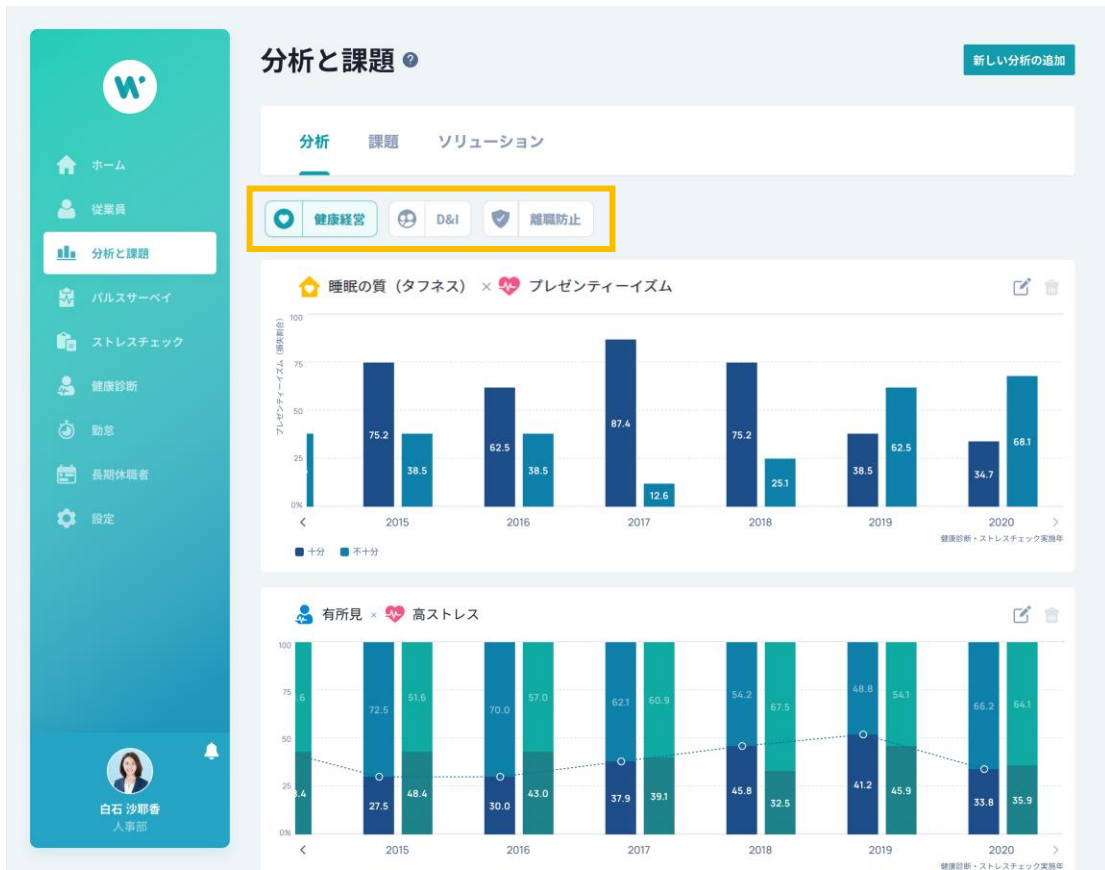 分析と課題
新しい分析の追加
ホーム
従業員
分析と課題
パルスサーベイ
ストレスチェック
健康診断
勤怠
長期休職者
設定
白石 沙耶香
人事部
分析 課題 ソリューション
健康経営 D&I 離職防止
睡眠の質（タフネス） × プレゼンティーイズム
プレゼンティーイズム（損失割合）
100
75
50
25
0%
75.2 38.5 62.5 38.5 87.4 12.6 75.2 25.1 38.5 62.5 34.7 68.1
< 2015 2016 2017 2018 2019 2020 >
健康診断・ストレスチェック実施年
十分 不十分
有所見 × 高ストレス
100
75
50
25
0%
.6 72.5 51.6 70.0 57.0 62.1 60.9 54.2 67.5 48.8 54.1 66.2 64.1
.4 27.5 48.4 30.0 43.0 37.9 39.1 45.8 32.5 41.2 45.9 33.8 35.9
< 2015 2016 2017 2018 2019 2020 >
健康診断・ストレスチェック実施年